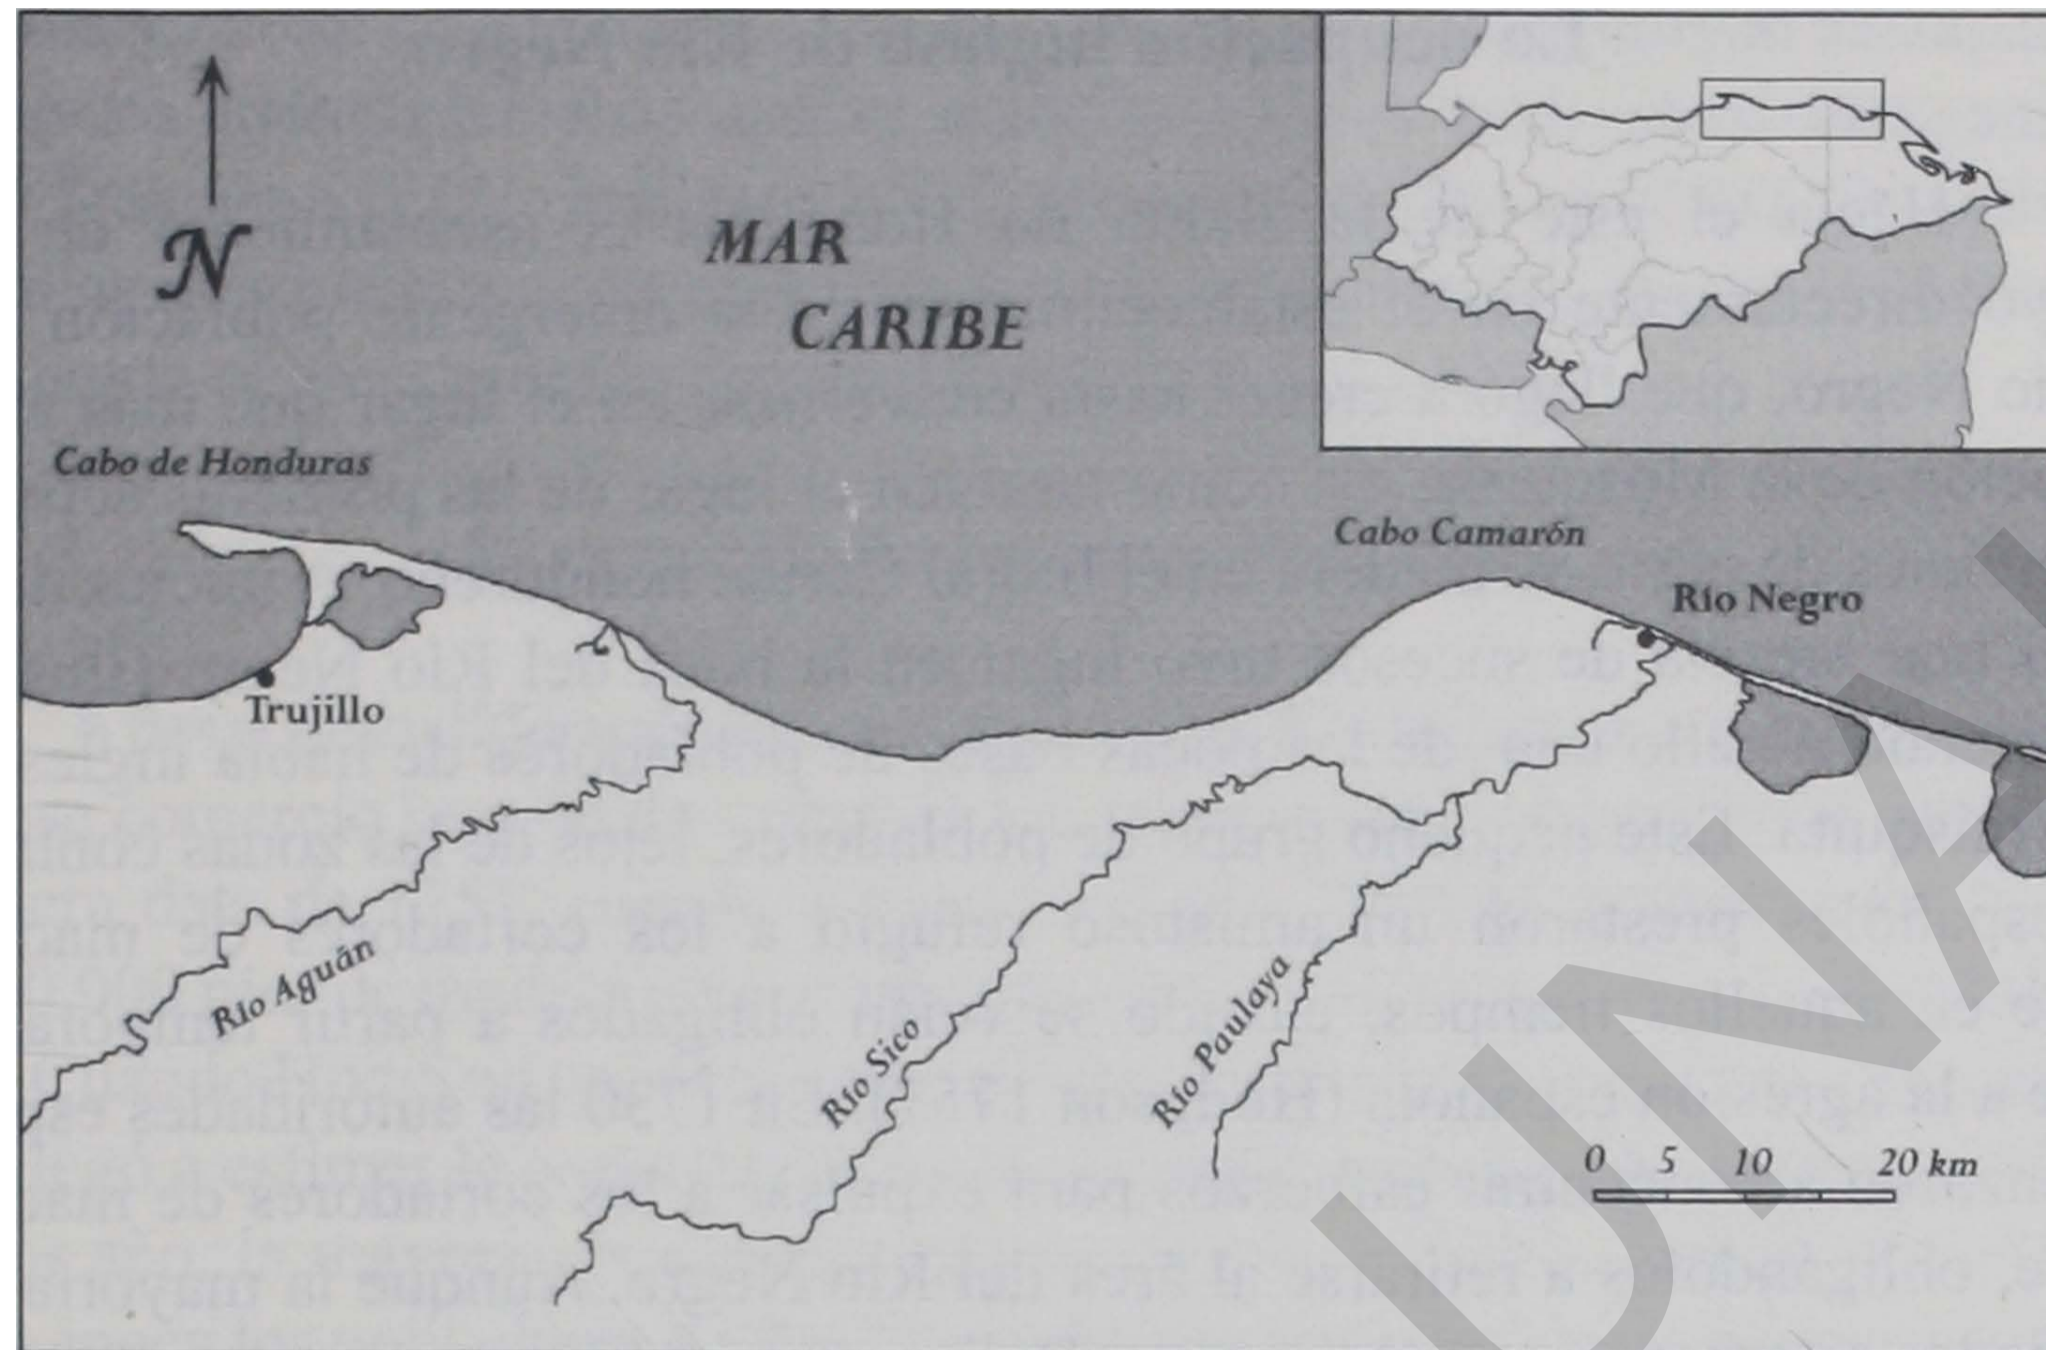 N
MAR
CARIBE
Cabo de Honduras
Cabo Camarón
Río Negro
Trujillo
Río Aguán
Río Sico
Río Paulaya
0 5 10 20 km
UNA